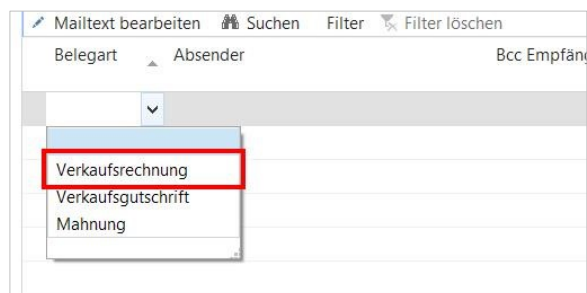 Mailtext bearbeiten Suchen Filter Filter löschen
Belegart Absender Bcc Empfäng
Verkaufsrechnung
Verkaufsgutschrift
Mahnung